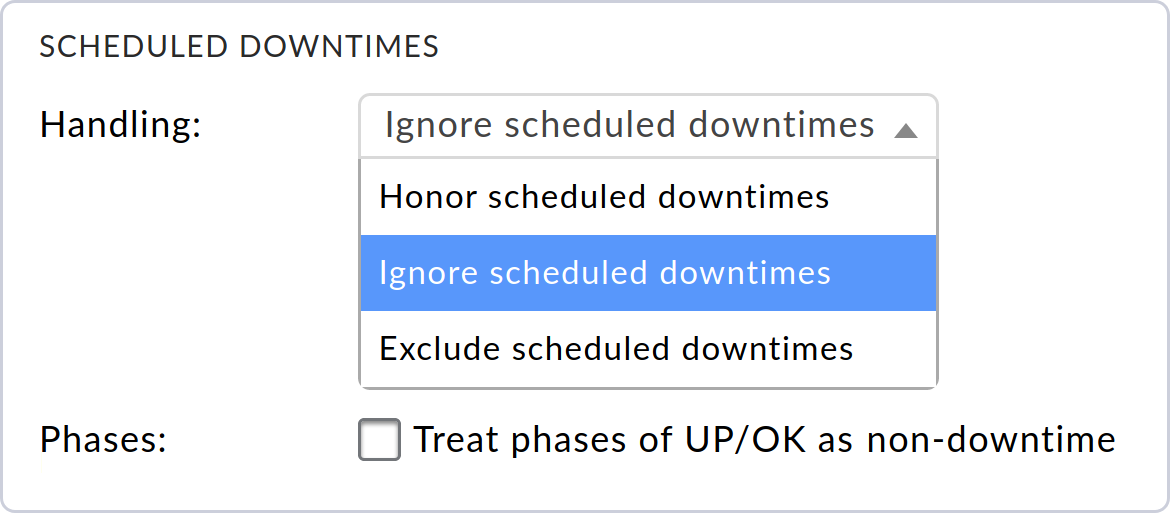 SCHEDULED DOWNTIMES
Handling:
Ignore scheduled downtimes
Honor scheduled downtimes
Ignore scheduled downtimes
Exclude scheduled downtimes
Phases:
Treat phases of UP/OK as non-downtime